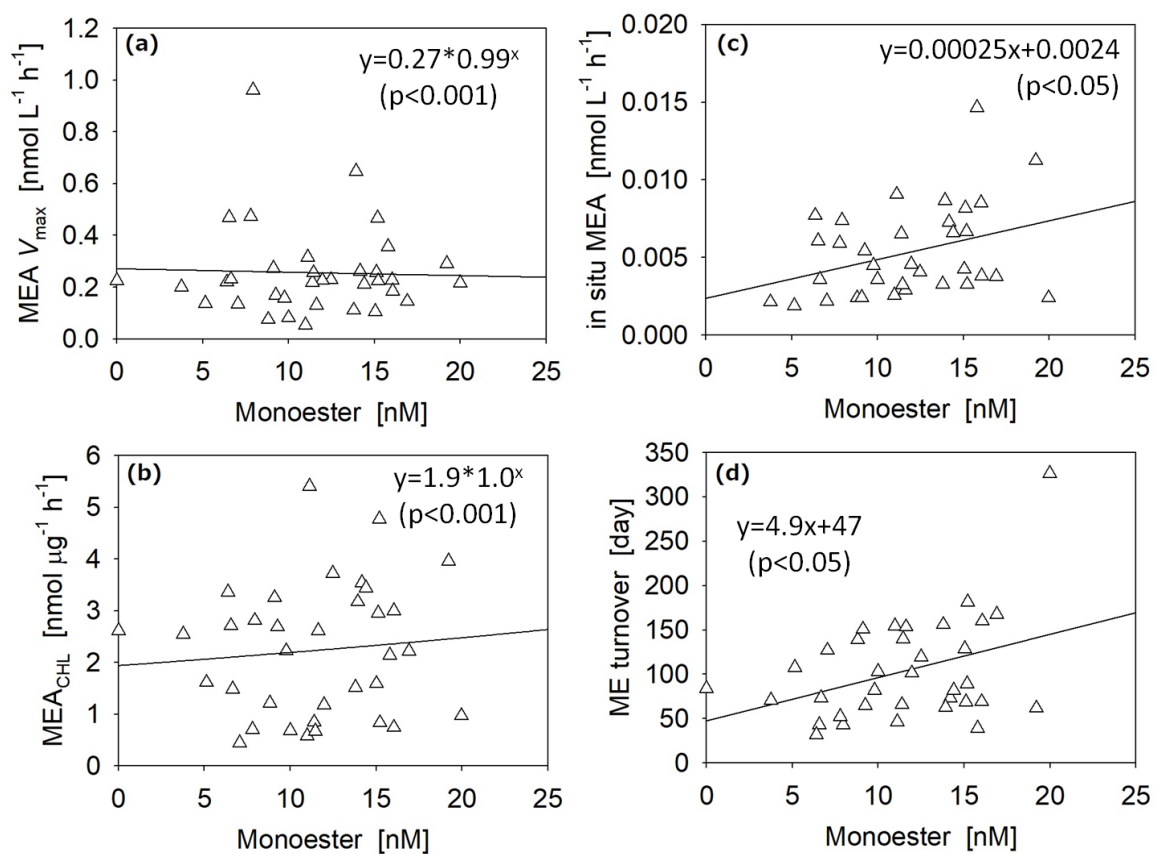 (a)
y=0.27*0.99ˣ
(p<0.001)
MEA Vmax [nmol L⁻¹ h⁻¹]
1.2
1.0
0.8
0.6
0.4
0.2
0.0
0 5 10 15 20 25
Monoester [nM]
(c)
y=0.00025x+0.0024
(p<0.05)
in situ MEA [nmol L⁻¹ h⁻¹]
0.020
0.015
0.010
0.005
0.000
0 5 10 15 20 25
Monoester [nM]
(b)
y=1.9*1.0ˣ
(p<0.001)
MEACHL [nmol µg⁻¹ h⁻¹]
6
5
4
3
2
1
0
0 5 10 15 20 25
Monoester [nM]
(d)
y=4.9x+47
(p<0.05)
ME turnover [day]
350
300
250
200
150
100
50
0
0 5 10 15 20 25
Monoester [nM]